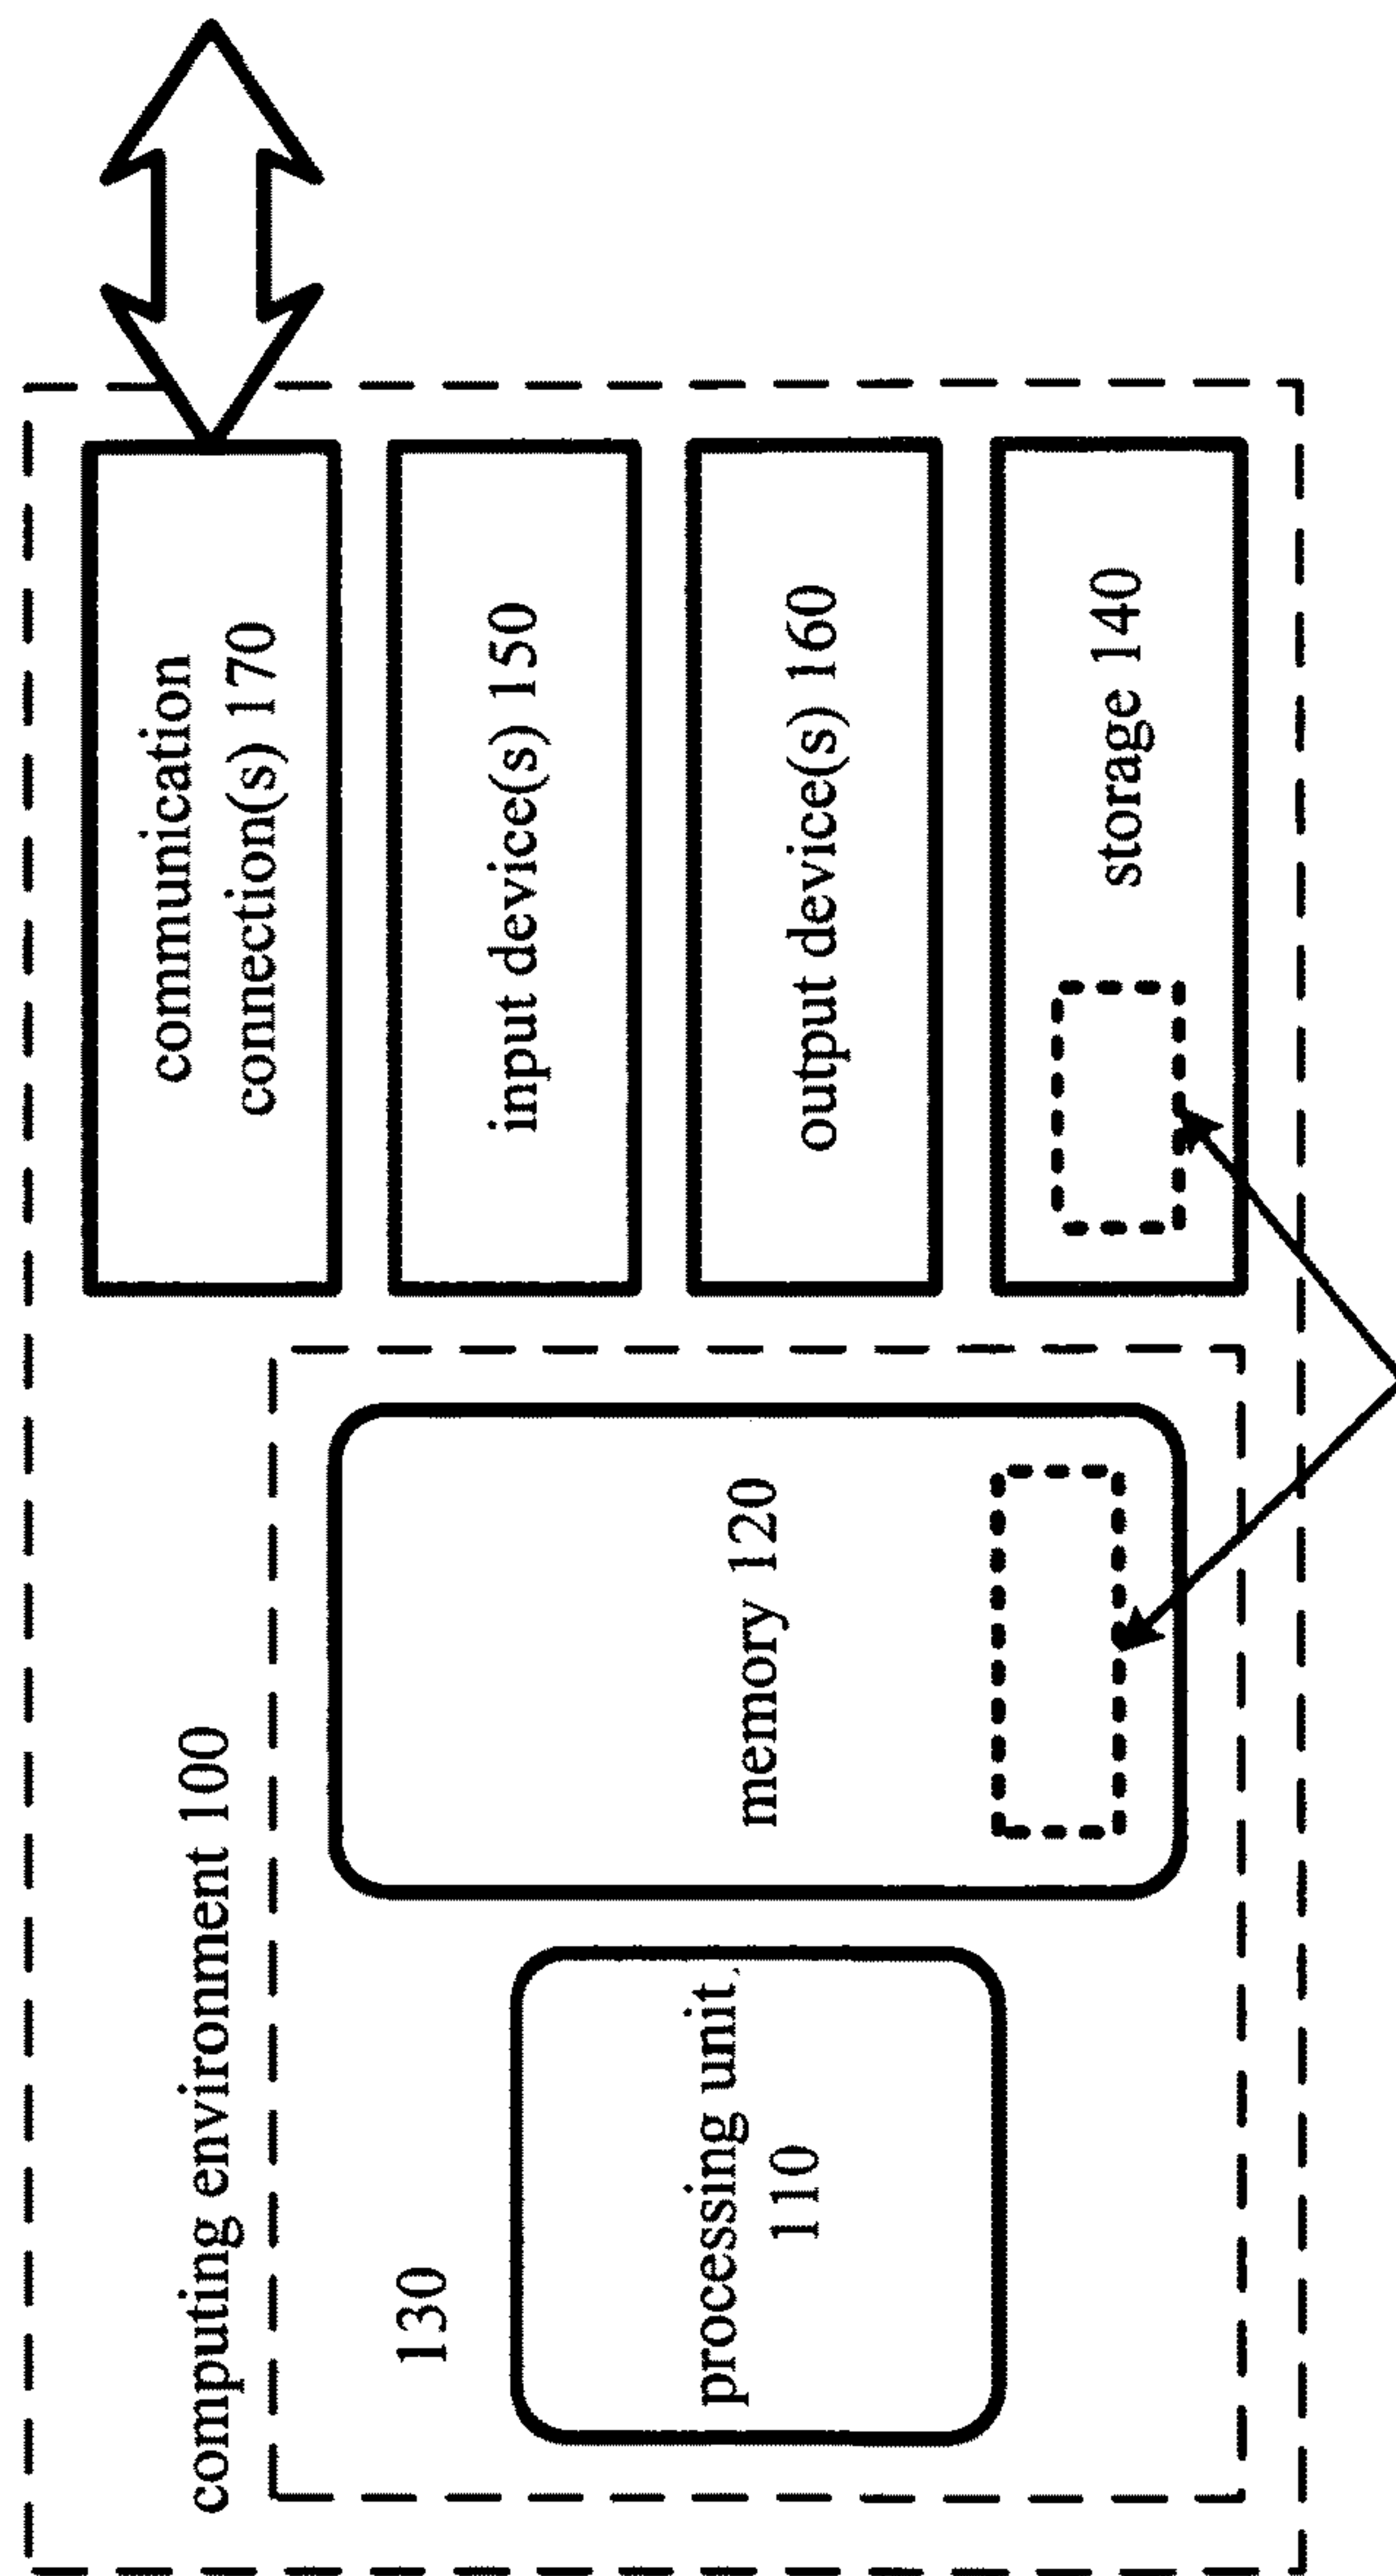 computing environment 100
130
processing unit
110
memory 120
communication
connection(s) 170
input device(s) 150
output device(s) 160
storage 140